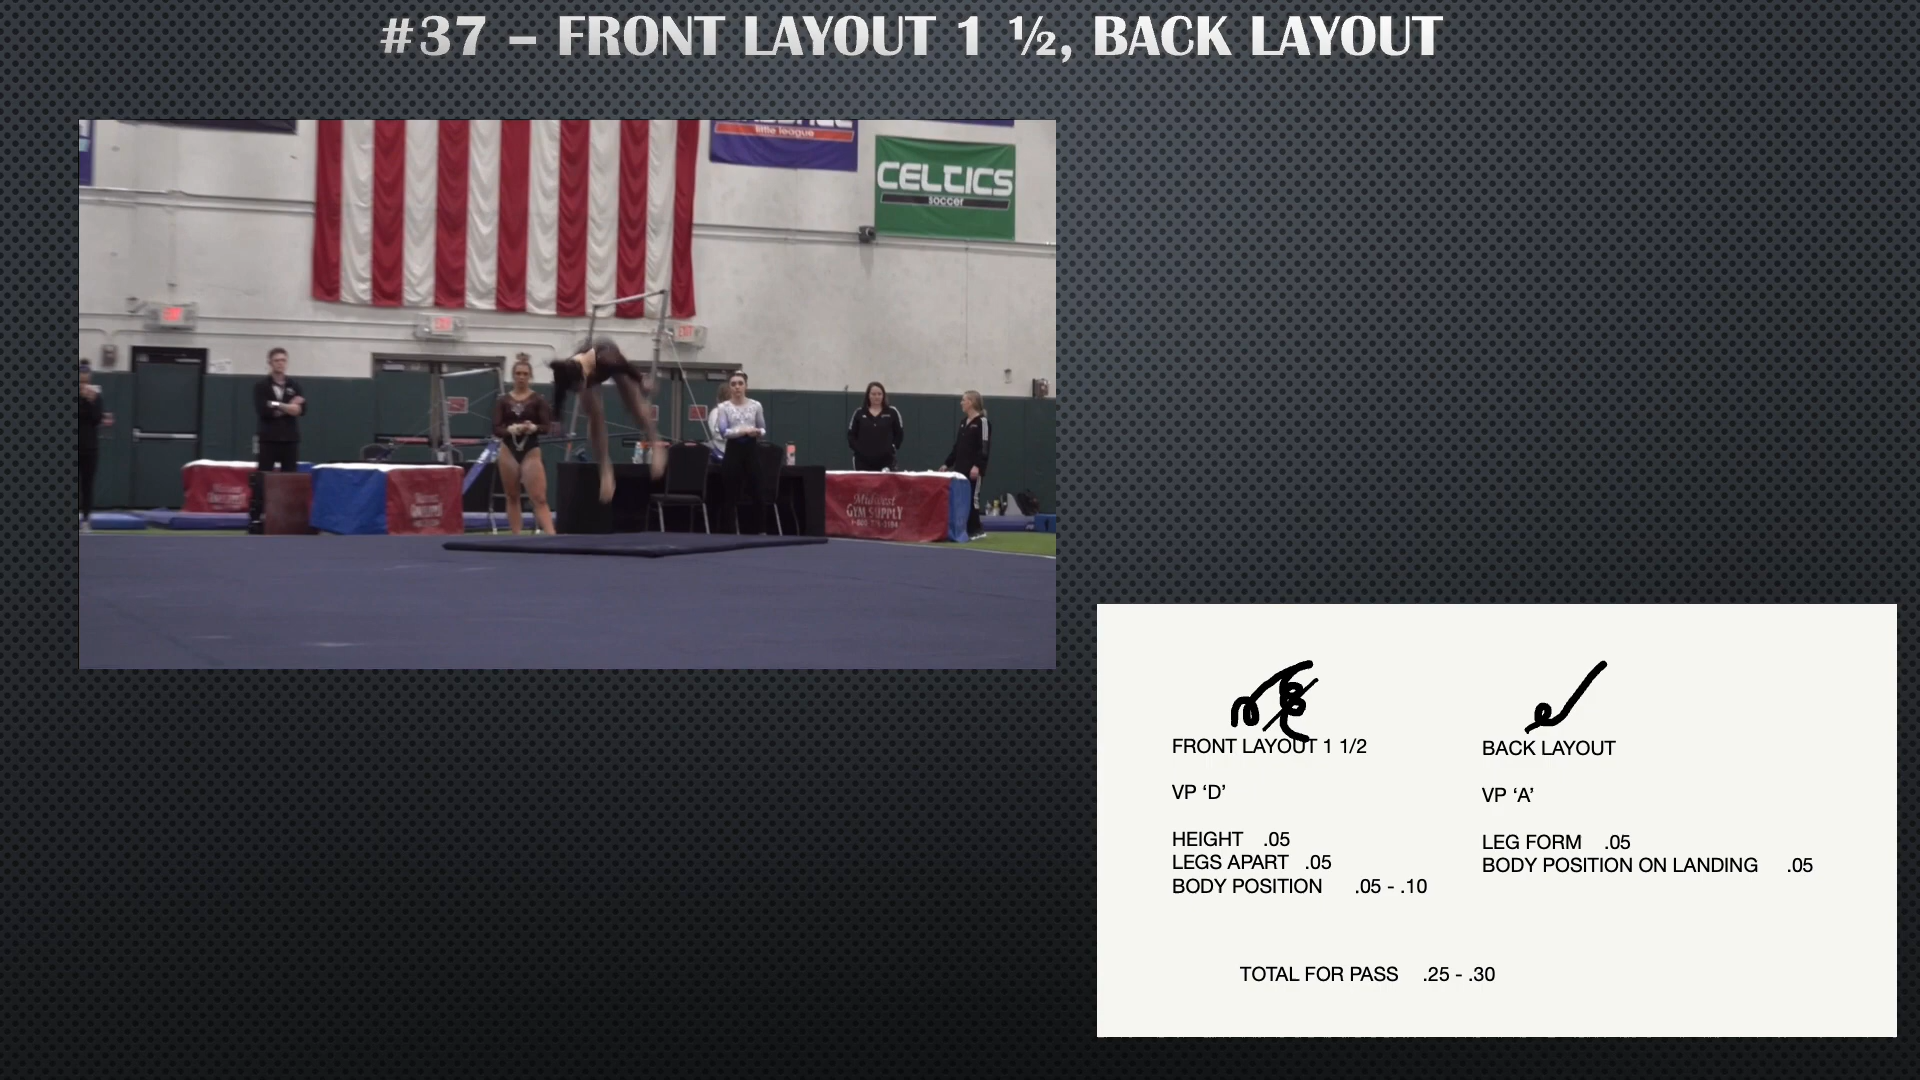 #37 – FRONT LAYOUT 1 ½, BACK LAYOUT
little league
CELTICS
soccer
EXIT
Midwest
GYM SUPPLY
FRONT LAYOUT 1 1/2
VP ‘D’
HEIGHT .05
LEGS APART .05
BODY POSITION .05 - .10
BACK LAYOUT
VP ‘A’
LEG FORM .05
BODY POSITION ON LANDING .05
TOTAL FOR PASS .25 - .30